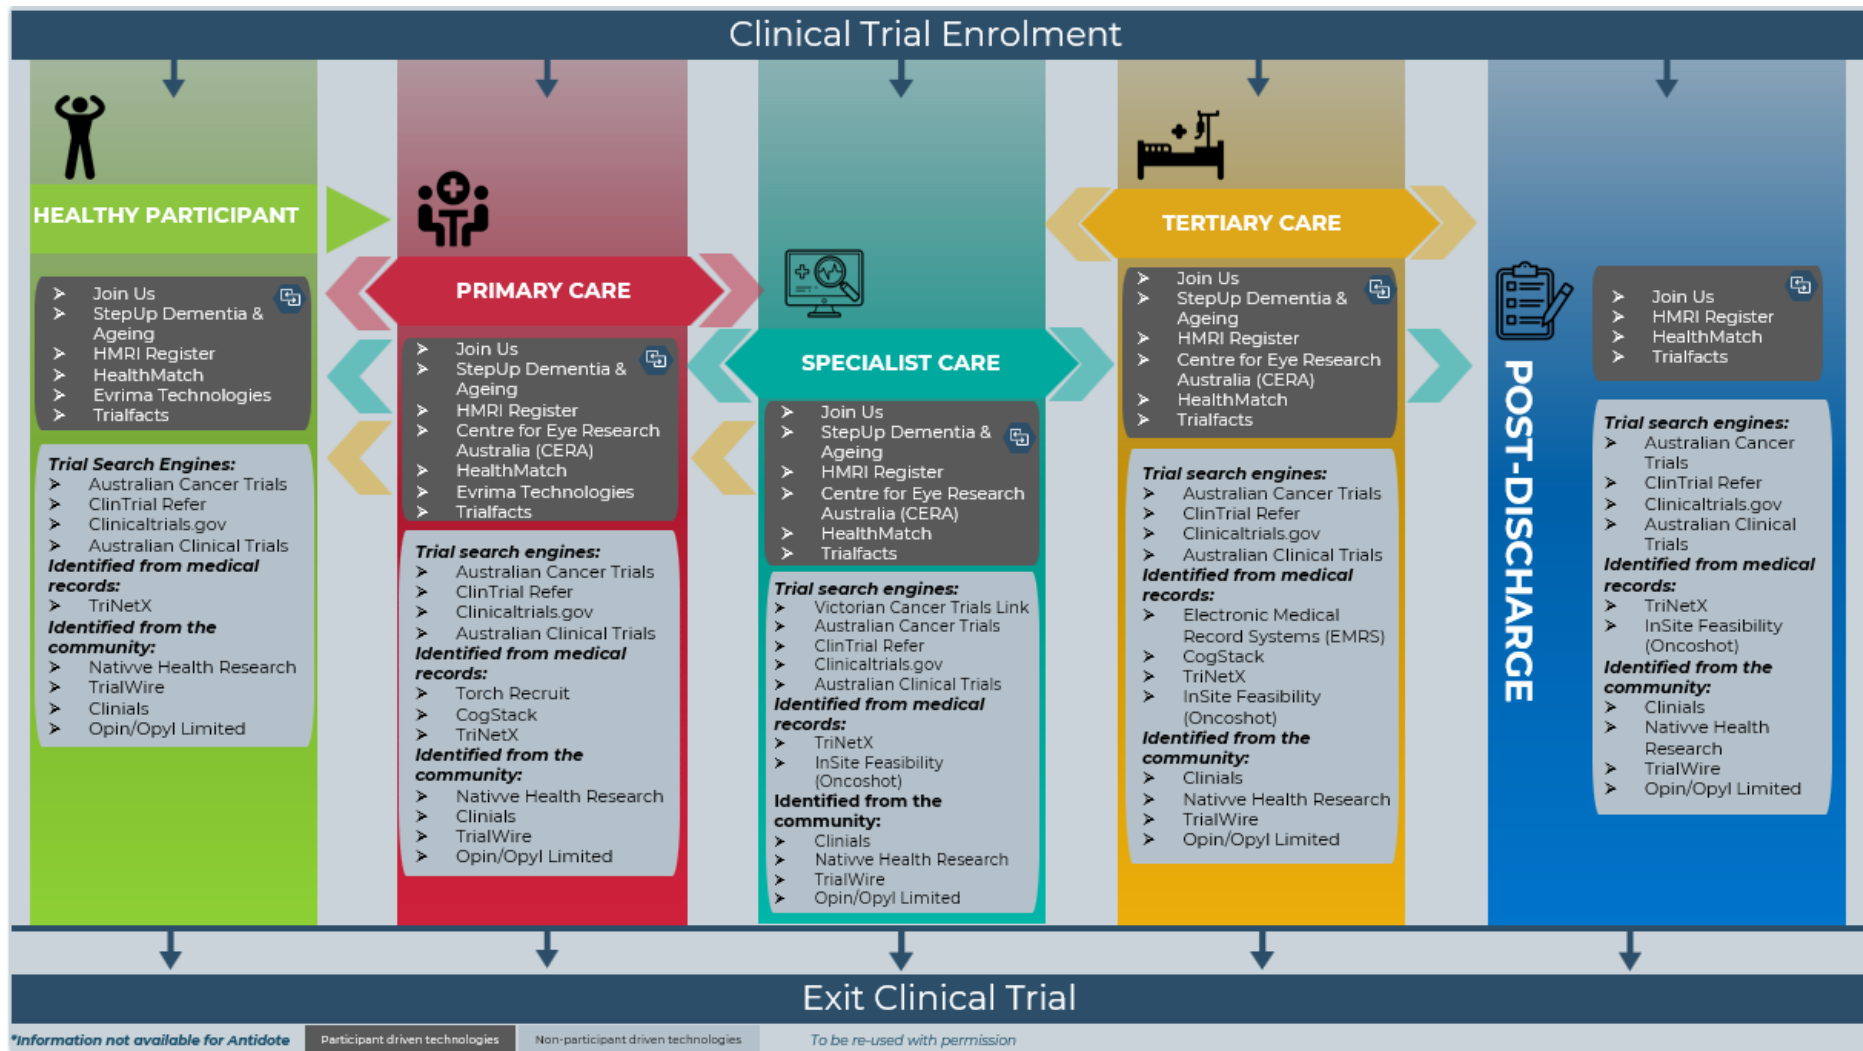 Clinical Trial Enrolment
HEALTHY PARTICIPANT
➢ Join Us
➢ StepUp Dementia &
Ageing
➢ HMRI Register
➢ HealthMatch
➢ Evrima Technologies
➢ Trialfacts
Trial Search Engines:
➢ Australian Cancer Trials
➢ ClinTrial Refer
➢ Clinicaltrials.gov
➢ Australian Clinical Trials
Identified from medical
records:
➢ TriNetX
Identified from the
community:
➢ Nativve Health Research
➢ TrialWire
➢ Clinials
➢ Opin/Opyl Limited
PRIMARY CARE
➢ Join Us
➢ StepUp Dementia &
Ageing
➢ HMRI Register
➢ Centre for Eye Research
Australia (CERA)
➢ HealthMatch
➢ Evrima Technologies
➢ Trialfacts
Trial search engines:
➢ Australian Cancer Trials
➢ ClinTrial Refer
➢ Clinicaltrials.gov
➢ Australian Clinical Trials
Identified from medical
records:
➢ Torch Recruit
➢ CogStack
➢ TriNetX
Identified from the
community:
➢ Nativve Health Research
➢ Clinials
➢ TrialWire
➢ Opin/Opyl Limited
SPECIALIST CARE
➢ Join Us
➢ StepUp Dementia &
Ageing
➢ HMRI Register
➢ Centre for Eye Research
Australia (CERA)
➢ HealthMatch
➢ Trialfacts
Trial search engines:
➢ Victorian Cancer Trials Link
➢ Australian Cancer Trials
➢ ClinTrial Refer
➢ Clinicaltrials.gov
➢ Australian Clinical Trials
Identified from medical
records:
➢ TriNetX
➢ InSite Feasibility
(Oncoshot)
Identified from the
community:
➢ Clinials
➢ Nativve Health Research
➢ TrialWire
➢ Opin/Opyl Limited
TERTIARY CARE
➢ Join Us
➢ StepUp Dementia &
Ageing
➢ HMRI Register
➢ Centre for Eye Research
Australia (CERA)
➢ HealthMatch
➢ Trialfacts
Trial search engines:
➢ Australian Cancer Trials
➢ ClinTrial Refer
➢ Clinicaltrials.gov
➢ Australian Clinical Trials
Identified from medical
records:
➢ Electronic Medical
Record Systems (EMRS)
➢ CogStack
➢ TriNetX
➢ InSite Feasibility
(Oncoshot)
Identified from the
community:
➢ Clinials
➢ Nativve Health Research
➢ TrialWire
➢ Opin/Opyl Limited
POST-DISCHARGE
➢ Join Us
➢ HMRI Register
➢ HealthMatch
➢ Trialfacts
Trial search engines:
➢ Australian Cancer
Trials
➢ ClinTrial Refer
➢ Clinicaltrials.gov
➢ Australian Clinical
Trials
Identified from medical
records:
➢ TriNetX
➢ InSite Feasibility
(Oncoshot)
Identified from the
community:
➢ Clinials
➢ Nativve Health
Research
➢ TrialWire
➢ Opin/Opyl Limited
Exit Clinical Trial
*Information not available for Antidote
Participant driven technologies
Non-participant driven technologies
To be re-used with permission